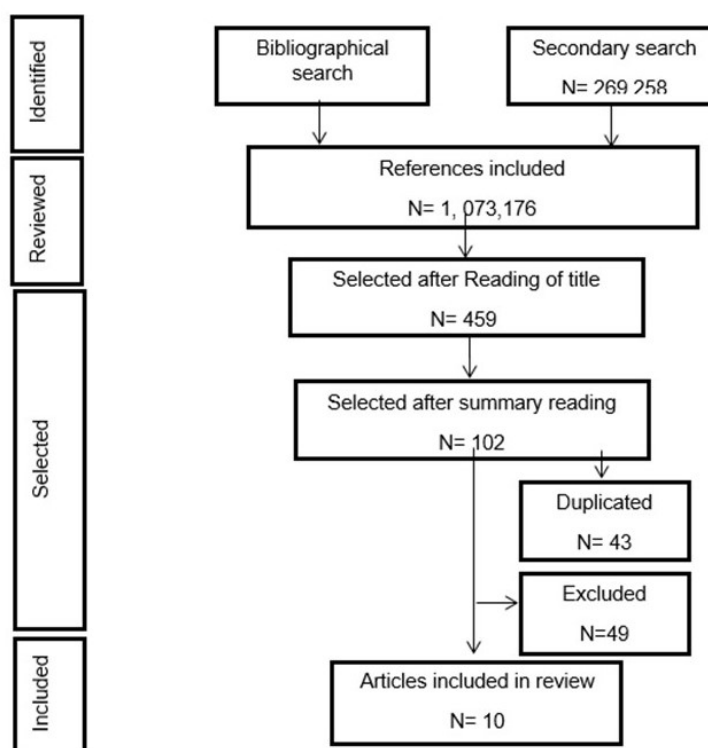 Identified
Bibliographical
search
Secondary search
N= 269 258
Reviewed
References included
N= 1, 073,176
Selected after Reading of title
N= 459
Selected
Selected after summary reading
N= 102
Duplicated
N= 43
Excluded
N=49
Included
Articles included in review
N= 10